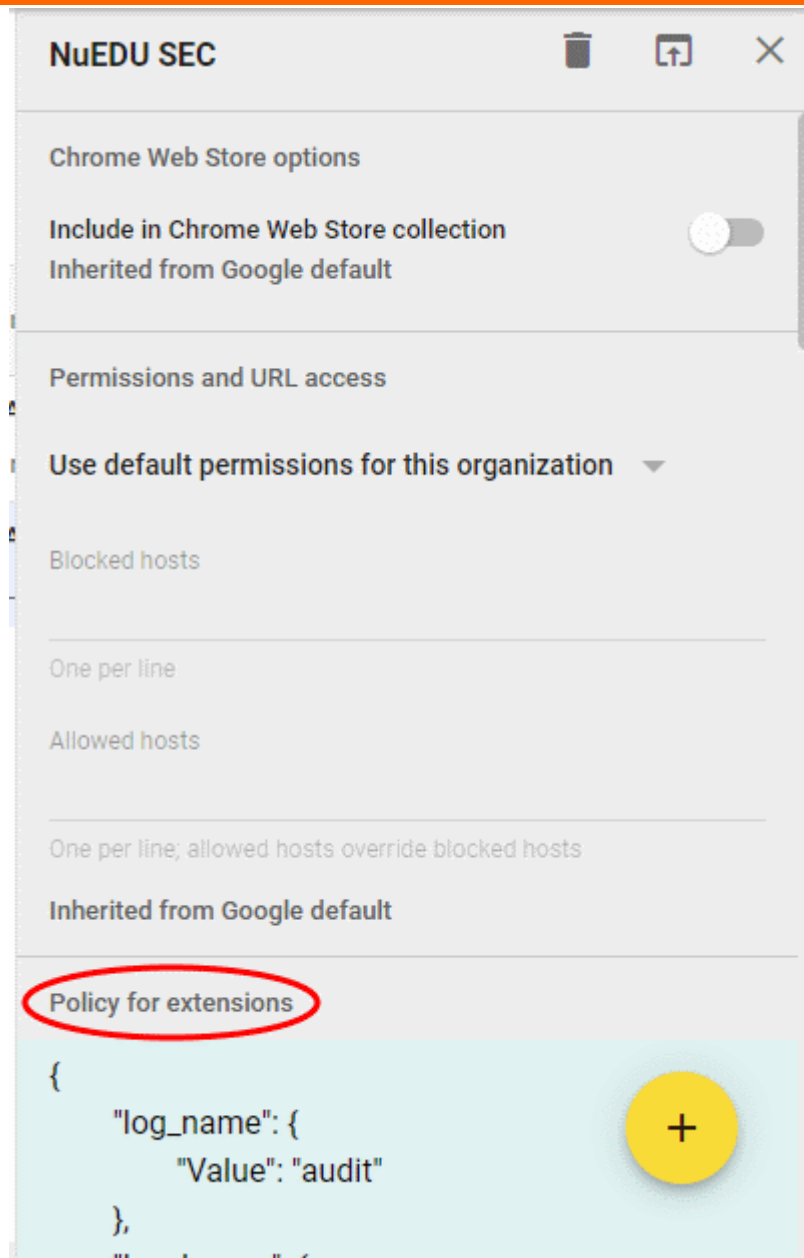 NuEDU SEC
Chrome Web Store options
Include in Chrome Web Store collection
Inherited from Google default
Permissions and URL access
Use default permissions for this organization
Blocked hosts
One per line
Allowed hosts
One per line; allowed hosts override blocked hosts
Inherited from Google default
Policy for extensions
{
"log_name": {
"Value": "audit"
},